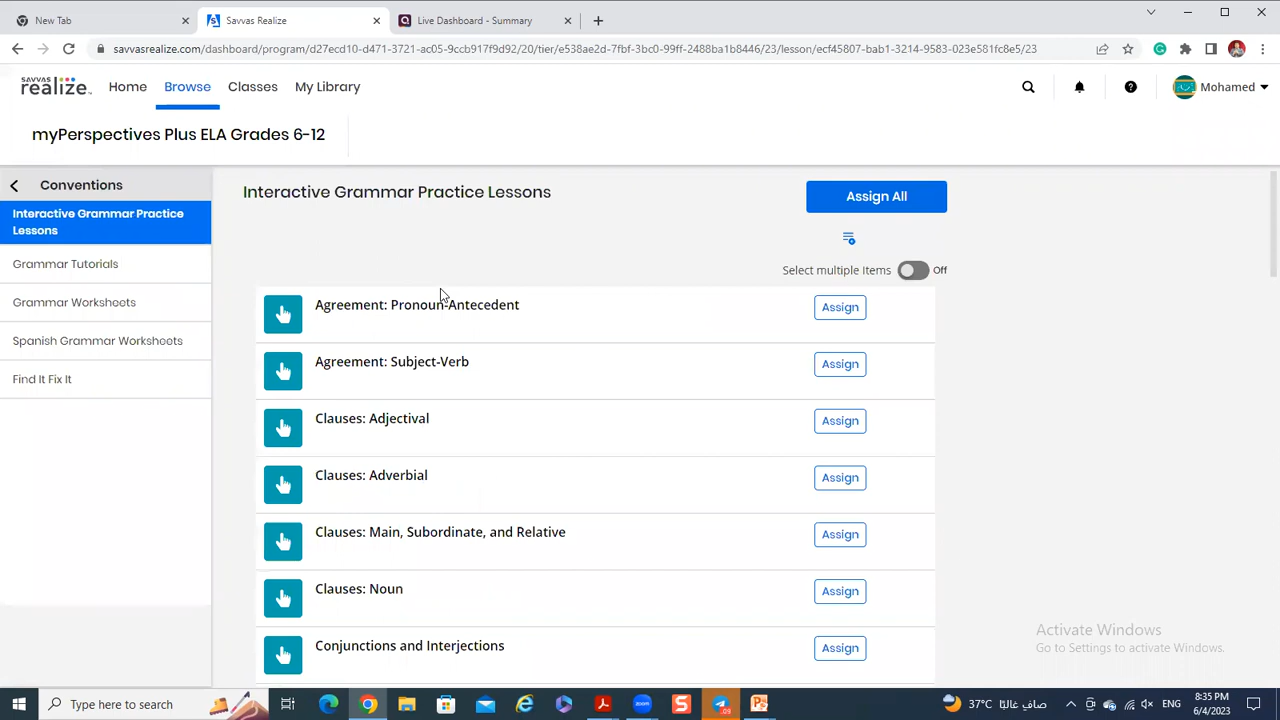 New Tab
Savvas Realize
Live Dashboard - Summary
savvasrealize.com/dashboard/program/d27ecd10-d471-3721-ac05-9ccb917f9d92/20/tier/e538ae2d-7fbf-3bc0-99ff-2488ba1b8446/23/lesson/ecf45807-bab1-3214-9583-023e581fc8e5/23
SAVVAS
realize
Home
Browse
Classes
My Library
Mohamed
myPerspectives Plus ELA Grades 6-12
Conventions
Interactive Grammar Practice
Lessons
Grammar Tutorials
Grammar Worksheets
Spanish Grammar Worksheets
Find It Fix It
Interactive Grammar Practice Lessons
Assign All
Select multiple items
Off
Agreement: Pronoun-Antecedent
Assign
Agreement: Subject-Verb
Assign
Clauses: Adjectival
Assign
Clauses: Adverbial
Assign
Clauses: Main, Subordinate, and Relative
Assign
Clauses: Noun
Assign
Conjunctions and Interjections
Assign
Activate Windows
Go to Settings to activate Windows.
Type here to search
37°C صافٍ غالبًا
ENG
8:35 PM
6/4/2023